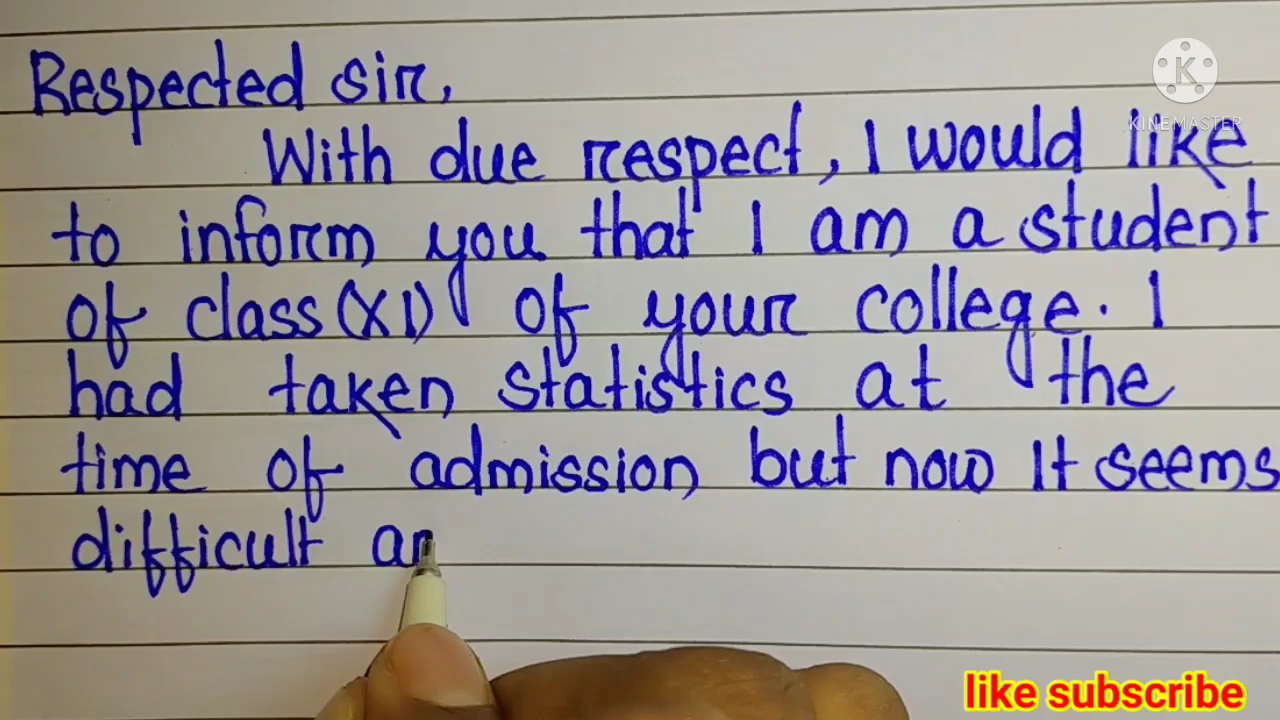 Respected sir,
With due respect, I would like
to inform you that I am a student
of class (XI) of your college. I
had taken statistics at the
time of admission but now It seems
difficult an
KINEMASTER
like subscribe